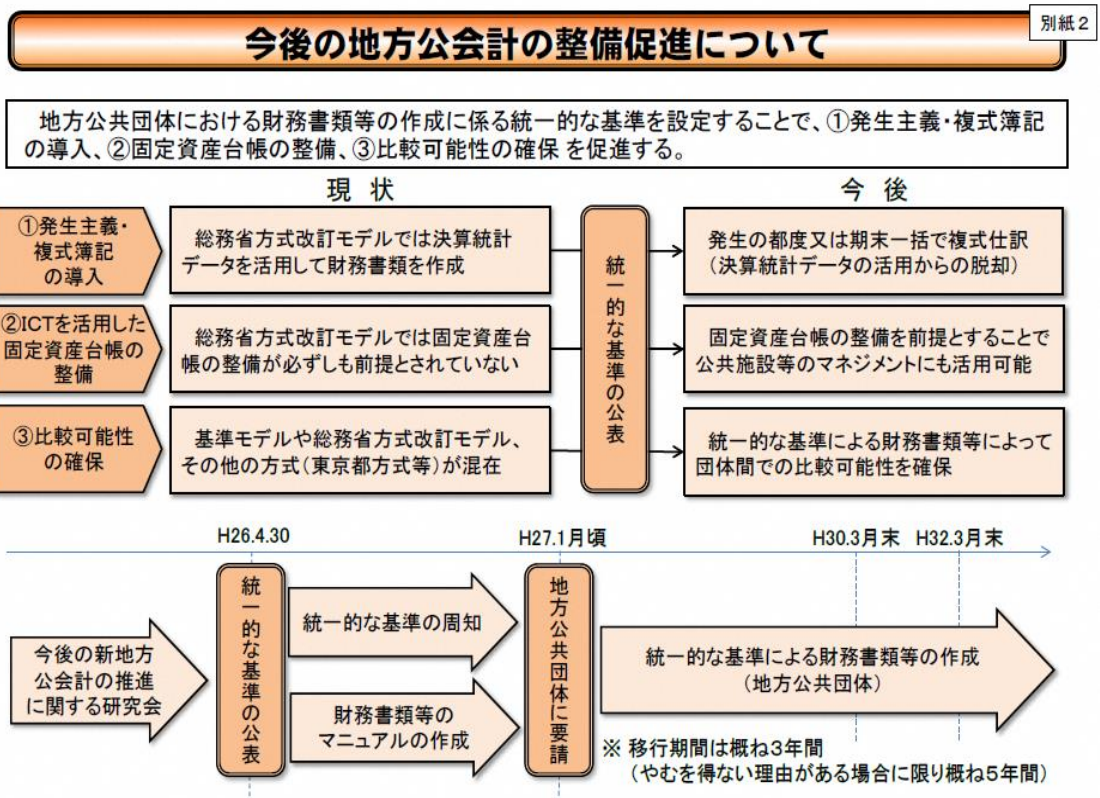 別紙２
今後の地方公会計の整備促進について
地方公共団体における財務書類等の作成に係る統一的な基準を設定することで、①発生主義・複式簿記
の導入、②固定資産台帳の整備、③比較可能性の確保 を促進する。
現 状
今 後
①発生主義・
複式簿記
の導入
総務省方式改訂モデルでは決算統計
データを活用して財務書類を作成
発生の都度又は期末一括で複式仕訳
（決算統計データの活用からの脱却）
②ICTを活用した
固定資産台帳の
整備
総務省方式改訂モデルでは固定資産台
帳の整備が必ずしも前提とされていない
固定資産台帳の整備を前提とすることで
公共施設等のマネジメントにも活用可能
③比較可能性
の確保
基準モデルや総務省方式改訂モデル、
その他の方式（東京都方式等）が混在
統一的な基準による財務書類等によって
団体間での比較可能性を確保
統一的な基準の公表
H26.4.30
H27.1月頃
H30.3月末
H32.3月末
今後の新地方
公会計の推進
に関する研究会
統一的な基準の公表
統一的な基準の周知
財務書類等の
マニュアルの作成
地方公共団体に要請
統一的な基準による財務書類等の作成
（地方公共団体）
※ 移行期間は概ね3年間
（やむを得ない理由がある場合に限り概ね5年間）